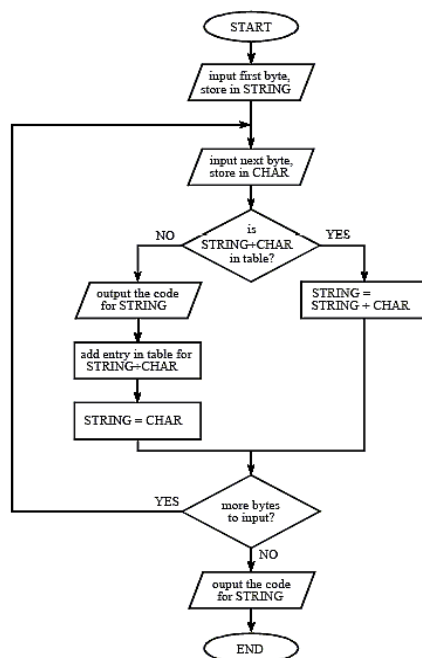 START
input first byte,
store in STRING
input next byte,
store in CHAR
is
STRING+CHAR
in table?
NO
YES
output the code
for STRING
STRING =
STRING + CHAR
add entry in table for
STRING+CHAR
STRING = CHAR
more bytes
to input?
YES
NO
ouput the code
for STRING
END